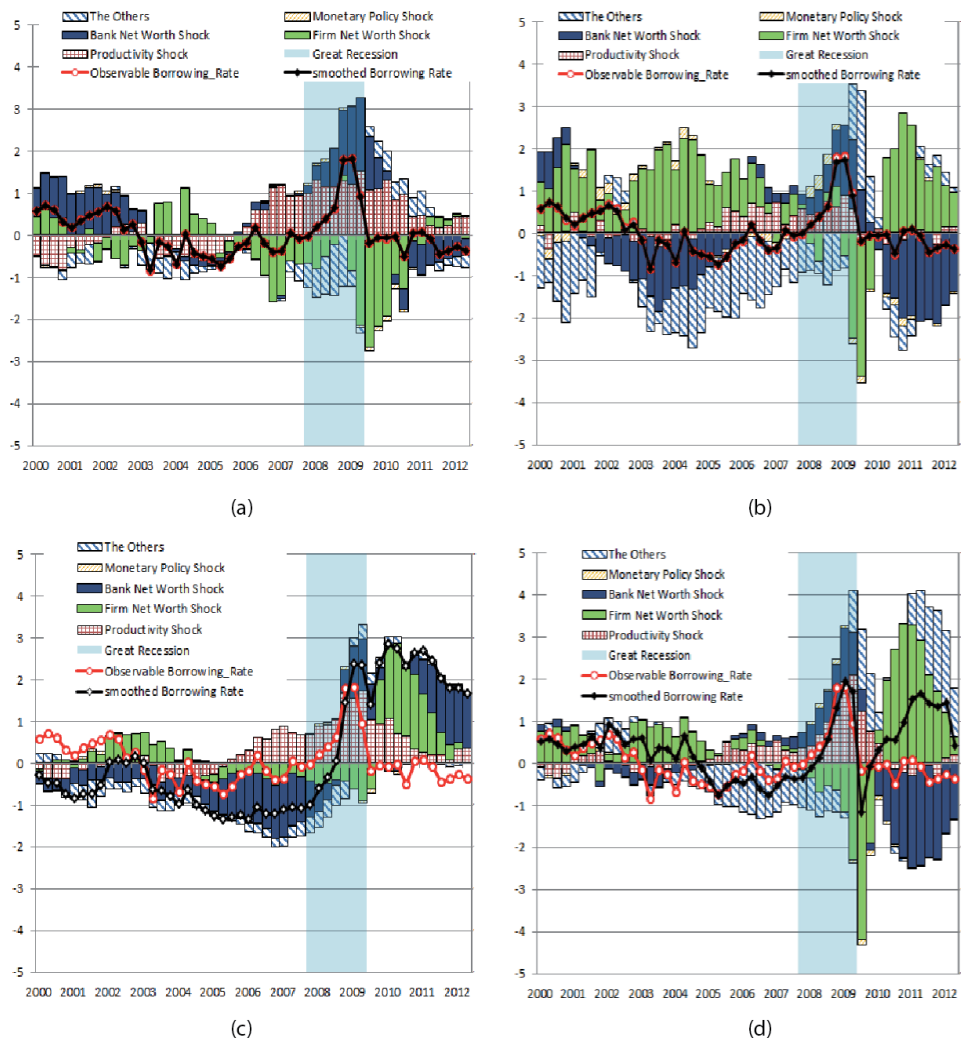 The Others Monetary Policy Shock
Bank Net Worth Shock Firm Net Worth Shock
Productivity Shock Great Recession
Observable Borrowing_Rate smoothed Borrowing Rate
5
4
3
2
1
0
-1
-2
-3
-4
-5
2000 2001 2002 2003 2004 2005 2006 2007 2008 2009 2010 2011 2012
(a)
The Others Monetary Policy Shock
Bank Net Worth Shock Firm Net Worth Shock
Productivity Shock Great Recession
Observable Borrowing_Rate smoothed Borrowing Rate
5
4
3
2
1
0
-1
-2
-3
-4
-5
2000 2001 2002 2003 2004 2005 2006 2007 2008 2009 2010 2011 2012
(b)
The Others
Monetary Policy Shock
Bank Net Worth Shock
Firm Net Worth Shock
Productivity Shock
Great Recession
Observable Borrowing_Rate
smoothed Borrowing Rate
5
4
3
2
1
0
-1
-2
-3
-4
-5
2000 2001 2002 2003 2004 2005 2006 2007 2008 2009 2010 2011 2012
(c)
The Others
Monetary Policy Shock
Bank Net Worth Shock
Firm Net Worth Shock
Productivity Shock
Great Recession
Observable Borrowing_Rate
smoothed Borrowing Rate
5
4
3
2
1
0
-1
-2
-3
-4
-5
2000 2001 2002 2003 2004 2005 2006 2007 2008 2009 2010 2011 2012
(d)